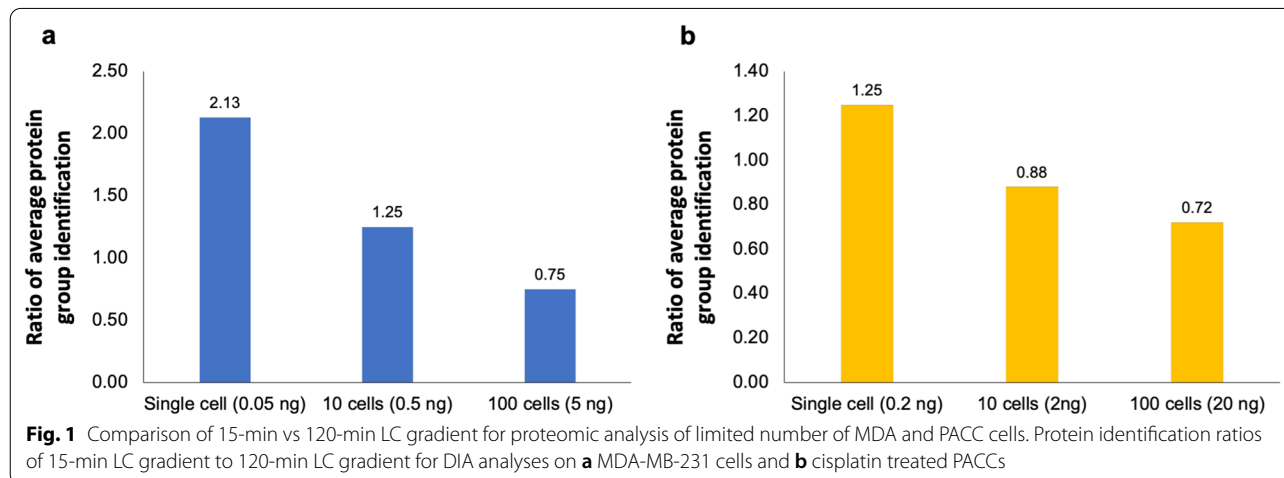 a
Ratio of average protein
group identification
2.50
2.00
1.50
1.00
0.50
0.00
2.13
1.25
0.75
Single cell (0.05 ng)
10 cells (0.5 ng)
100 cells (5 ng)
b
Ratio of average protein
group identification
1.40
1.20
1.00
0.80
0.60
0.40
0.20
0.00
1.25
0.88
0.72
Single cell (0.2 ng)
10 cells (2ng)
100 cells (20 ng)
Fig. 1 Comparison of 15-min vs 120-min LC gradient for proteomic analysis of limited number of MDA and PACC cells. Protein identification ratios
of 15-min LC gradient to 120-min LC gradient for DIA analyses on a MDA-MB-231 cells and b cisplatin treated PACCs